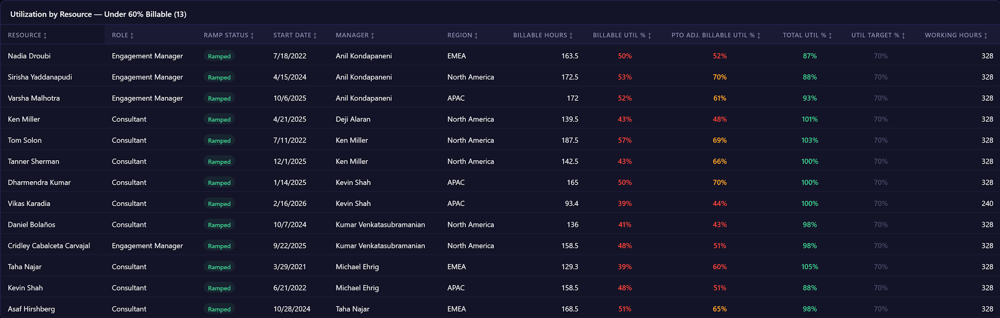 Utilization by Resource — Under 60% Billable (13)
RESOURCE ↕ ROLE ↕ RAMP STATUS ↕ START DATE ↕ MANAGER ↕ REGION ↕ BILLABLE HOURS ↕ BILLABLE UTIL % ↕ PTO ADJ. BILLABLE UTIL % ↕ TOTAL UTIL % ↕ UTIL TARGET % ↕ WORKING HOURS ↕
Nadia Droubi Engagement Manager Ramped 7/18/2022 Anil Kondapaneni EMEA 163.5 50% 52% 87% 70% 328
Sirisha Yaddanapudi Engagement Manager Ramped 4/15/2024 Anil Kondapaneni North America 172.5 53% 70% 88% 70% 328
Varsha Malhotra Engagement Manager Ramped 10/6/2025 Anil Kondapaneni APAC 172 52% 61% 93% 70% 328
Ken Miller Consultant Ramped 4/21/2025 Deji Alaran North America 139.5 43% 48% 101% 70% 328
Tom Solon Consultant Ramped 7/11/2022 Ken Miller North America 187.5 57% 69% 103% 70% 328
Tanner Sherman Consultant Ramped 12/1/2025 Ken Miller North America 142.5 43% 66% 100% 70% 328
Dharmendra Kumar Consultant Ramped 1/14/2025 Kevin Shah APAC 165 50% 70% 100% 70% 328
Vikas Karadia Consultant Ramped 2/16/2026 Kevin Shah APAC 93.4 39% 44% 100% 70% 240
Daniel Bolaños Consultant Ramped 10/7/2024 Kumar Venkatasubramanian North America 136 41% 43% 98% 70% 328
Cridley Cabalceta Carvajal Engagement Manager Ramped 9/22/2025 Kumar Venkatasubramanian North America 158.5 48% 51% 98% 70% 328
Taha Najar Consultant Ramped 3/29/2021 Michael Ehrig EMEA 129.3 39% 60% 105% 70% 328
Kevin Shah Consultant Ramped 6/21/2022 Michael Ehrig APAC 158.5 48% 51% 88% 70% 328
Asaf Hirshberg Consultant Ramped 10/28/2024 Taha Najar EMEA 168.5 51% 65% 98% 70% 328